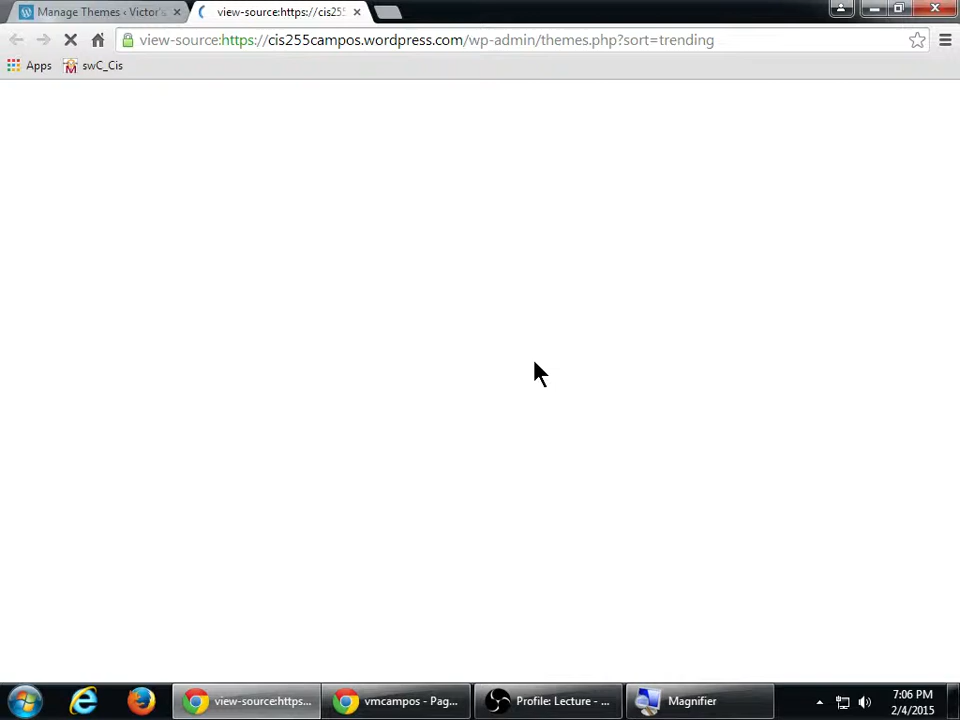 Manage Themes ‹ Victor's
view-source:https://cis255
view-source:https://cis255campos.wordpress.com/wp-admin/themes.php?sort=trending
Apps
swC_Cis
view-source:https...
vmcampos - Pag...
Profile: Lecture - ...
Magnifier
7:06 PM
2/4/2015